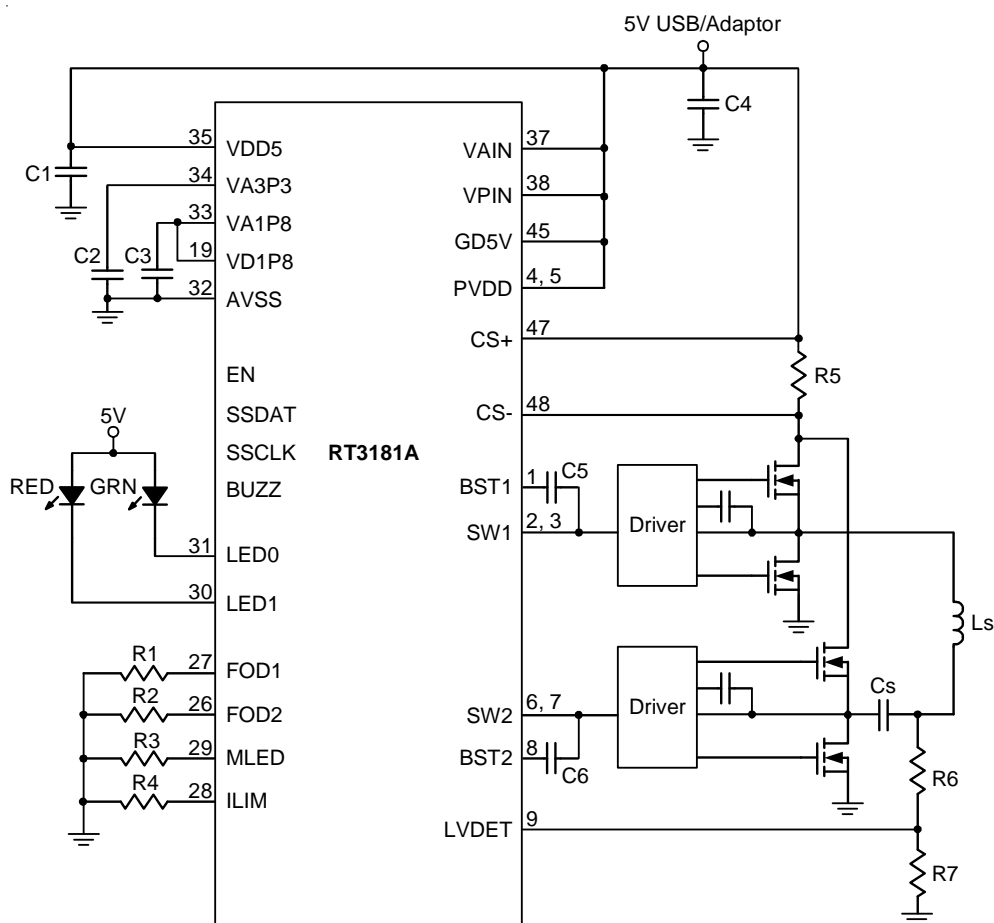 5V USB/Adaptor
C4
35 VDD5 VAIN 37
C1
34 VA3P3 VPIN 38
33 VA1P8
GD5V 45
C2 C3
19 VD1P8
32 AVSS PVDD 4, 5
CS+ 47
R5
EN
CS- 48
SSDAT
5V
SSCLK RT3181A
RED GRN
BUZZ BST1 1 C5
SW1 2, 3 Driver
31 LED0
30 LED1
Ls
R1 27 FOD1
R2 26 FOD2 SW2 6, 7 Driver Cs
R3 29 MLED BST2 8 C6
R4 28 ILIM
R6
LVDET 9
R7